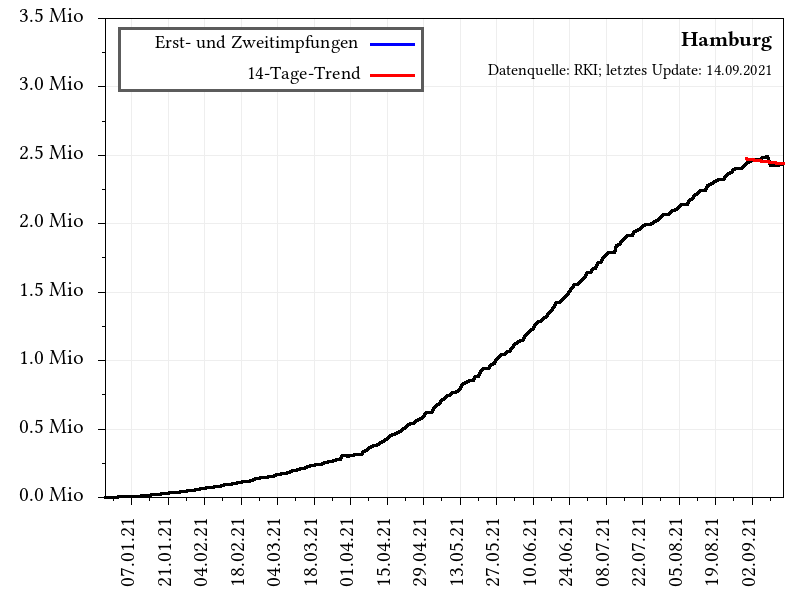 3.5 Mio
3.0 Mio
2.5 Mio
2.0 Mio
1.5 Mio
1.0 Mio
0.5 Mio
0.0 Mio
Erst- und Zweitimpfungen
14-Tage-Trend
Hamburg
Datenquelle: RKI; letztes Update: 14.09.2021
07.01.21
21.01.21
04.02.21
18.02.21
04.03.21
18.03.21
01.04.21
15.04.21
29.04.21
13.05.21
27.05.21
10.06.21
24.06.21
08.07.21
22.07.21
05.08.21
19.08.21
02.09.21